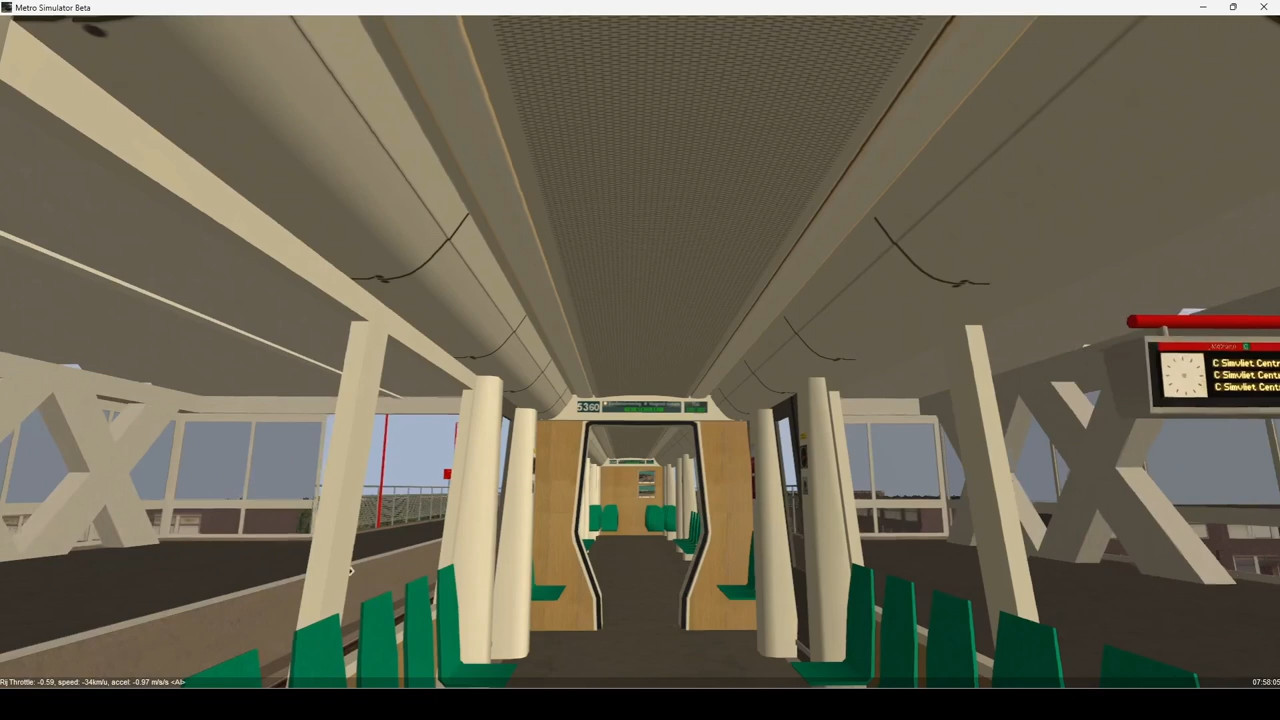 Metro Simulator Beta
C Simvliet Centr
C Simvliet Centr
C Simvliet Centr
5360
Rij Throttle: -0.59, speed: -34km/u, accel: -0.97 m/s/s <AI>
07:58:05